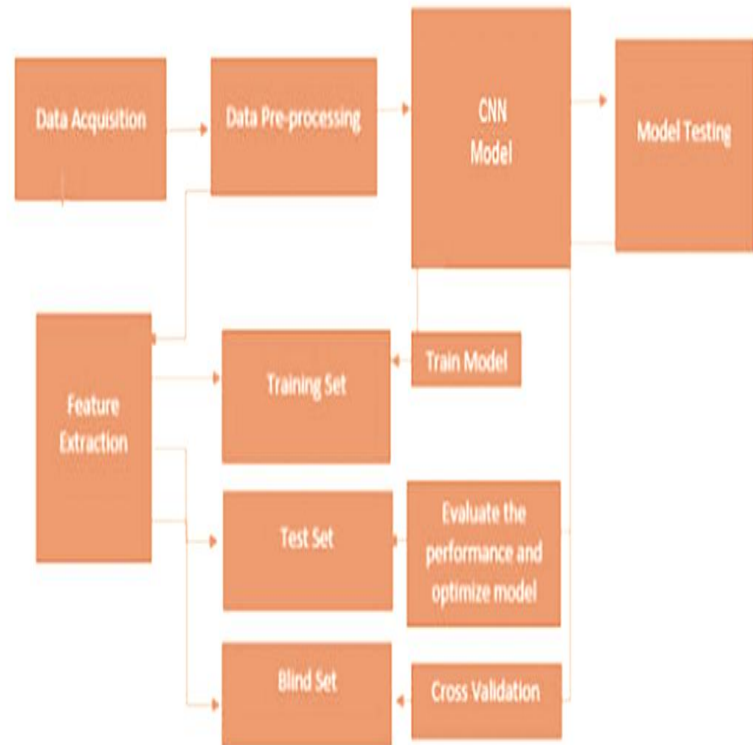 Data Acquisition
Data Pre-processing
CNN
Model
Model Testing
Feature
Extraction
Training Set
Train Model
Test Set
Evaluate the
performance and
optimize model
Blind Set
Cross Validation